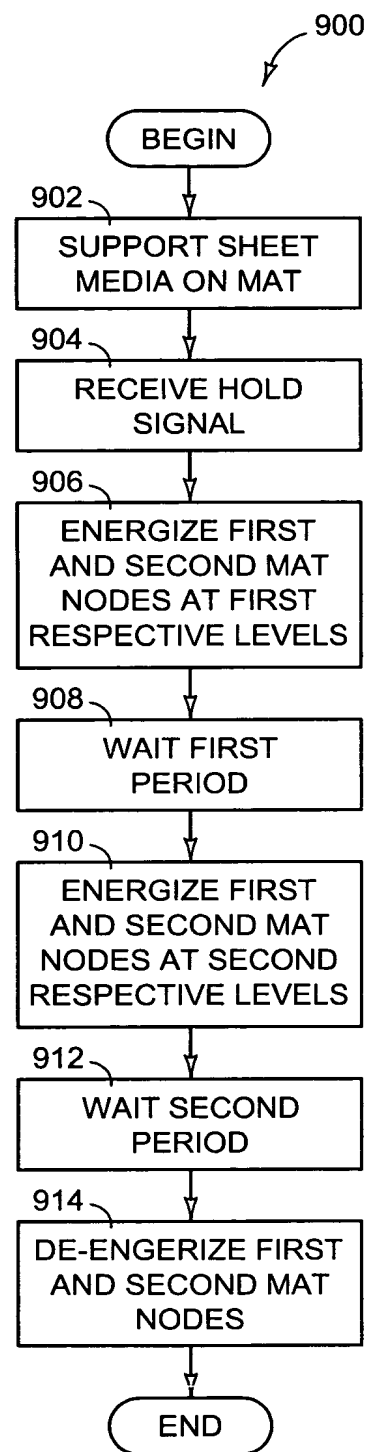 900
BEGIN
902
SUPPORT SHEET
MEDIA ON MAT
904
RECEIVE HOLD
SIGNAL
906
ENERGIZE FIRST
AND SECOND MAT
NODES AT FIRST
RESPECTIVE LEVELS
908
WAIT FIRST
PERIOD
910
ENERGIZE FIRST
AND SECOND MAT
NODES AT SECOND
RESPECTIVE LEVELS
912
WAIT SECOND
PERIOD
914
DE-ENGERIZE FIRST
AND SECOND MAT
NODES
END